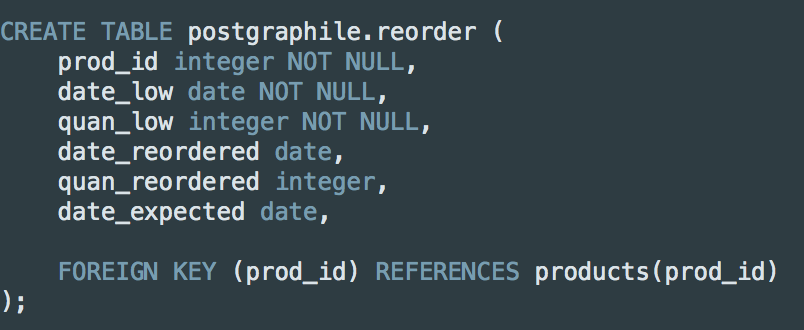 CREATE TABLE postgraphile.reorder (
    prod_id integer NOT NULL,
    date_low date NOT NULL,
    quan_low integer NOT NULL,
    date_reordered date,
    quan_reordered integer,
    date_expected date,

    FOREIGN KEY (prod_id) REFERENCES products(prod_id)
);